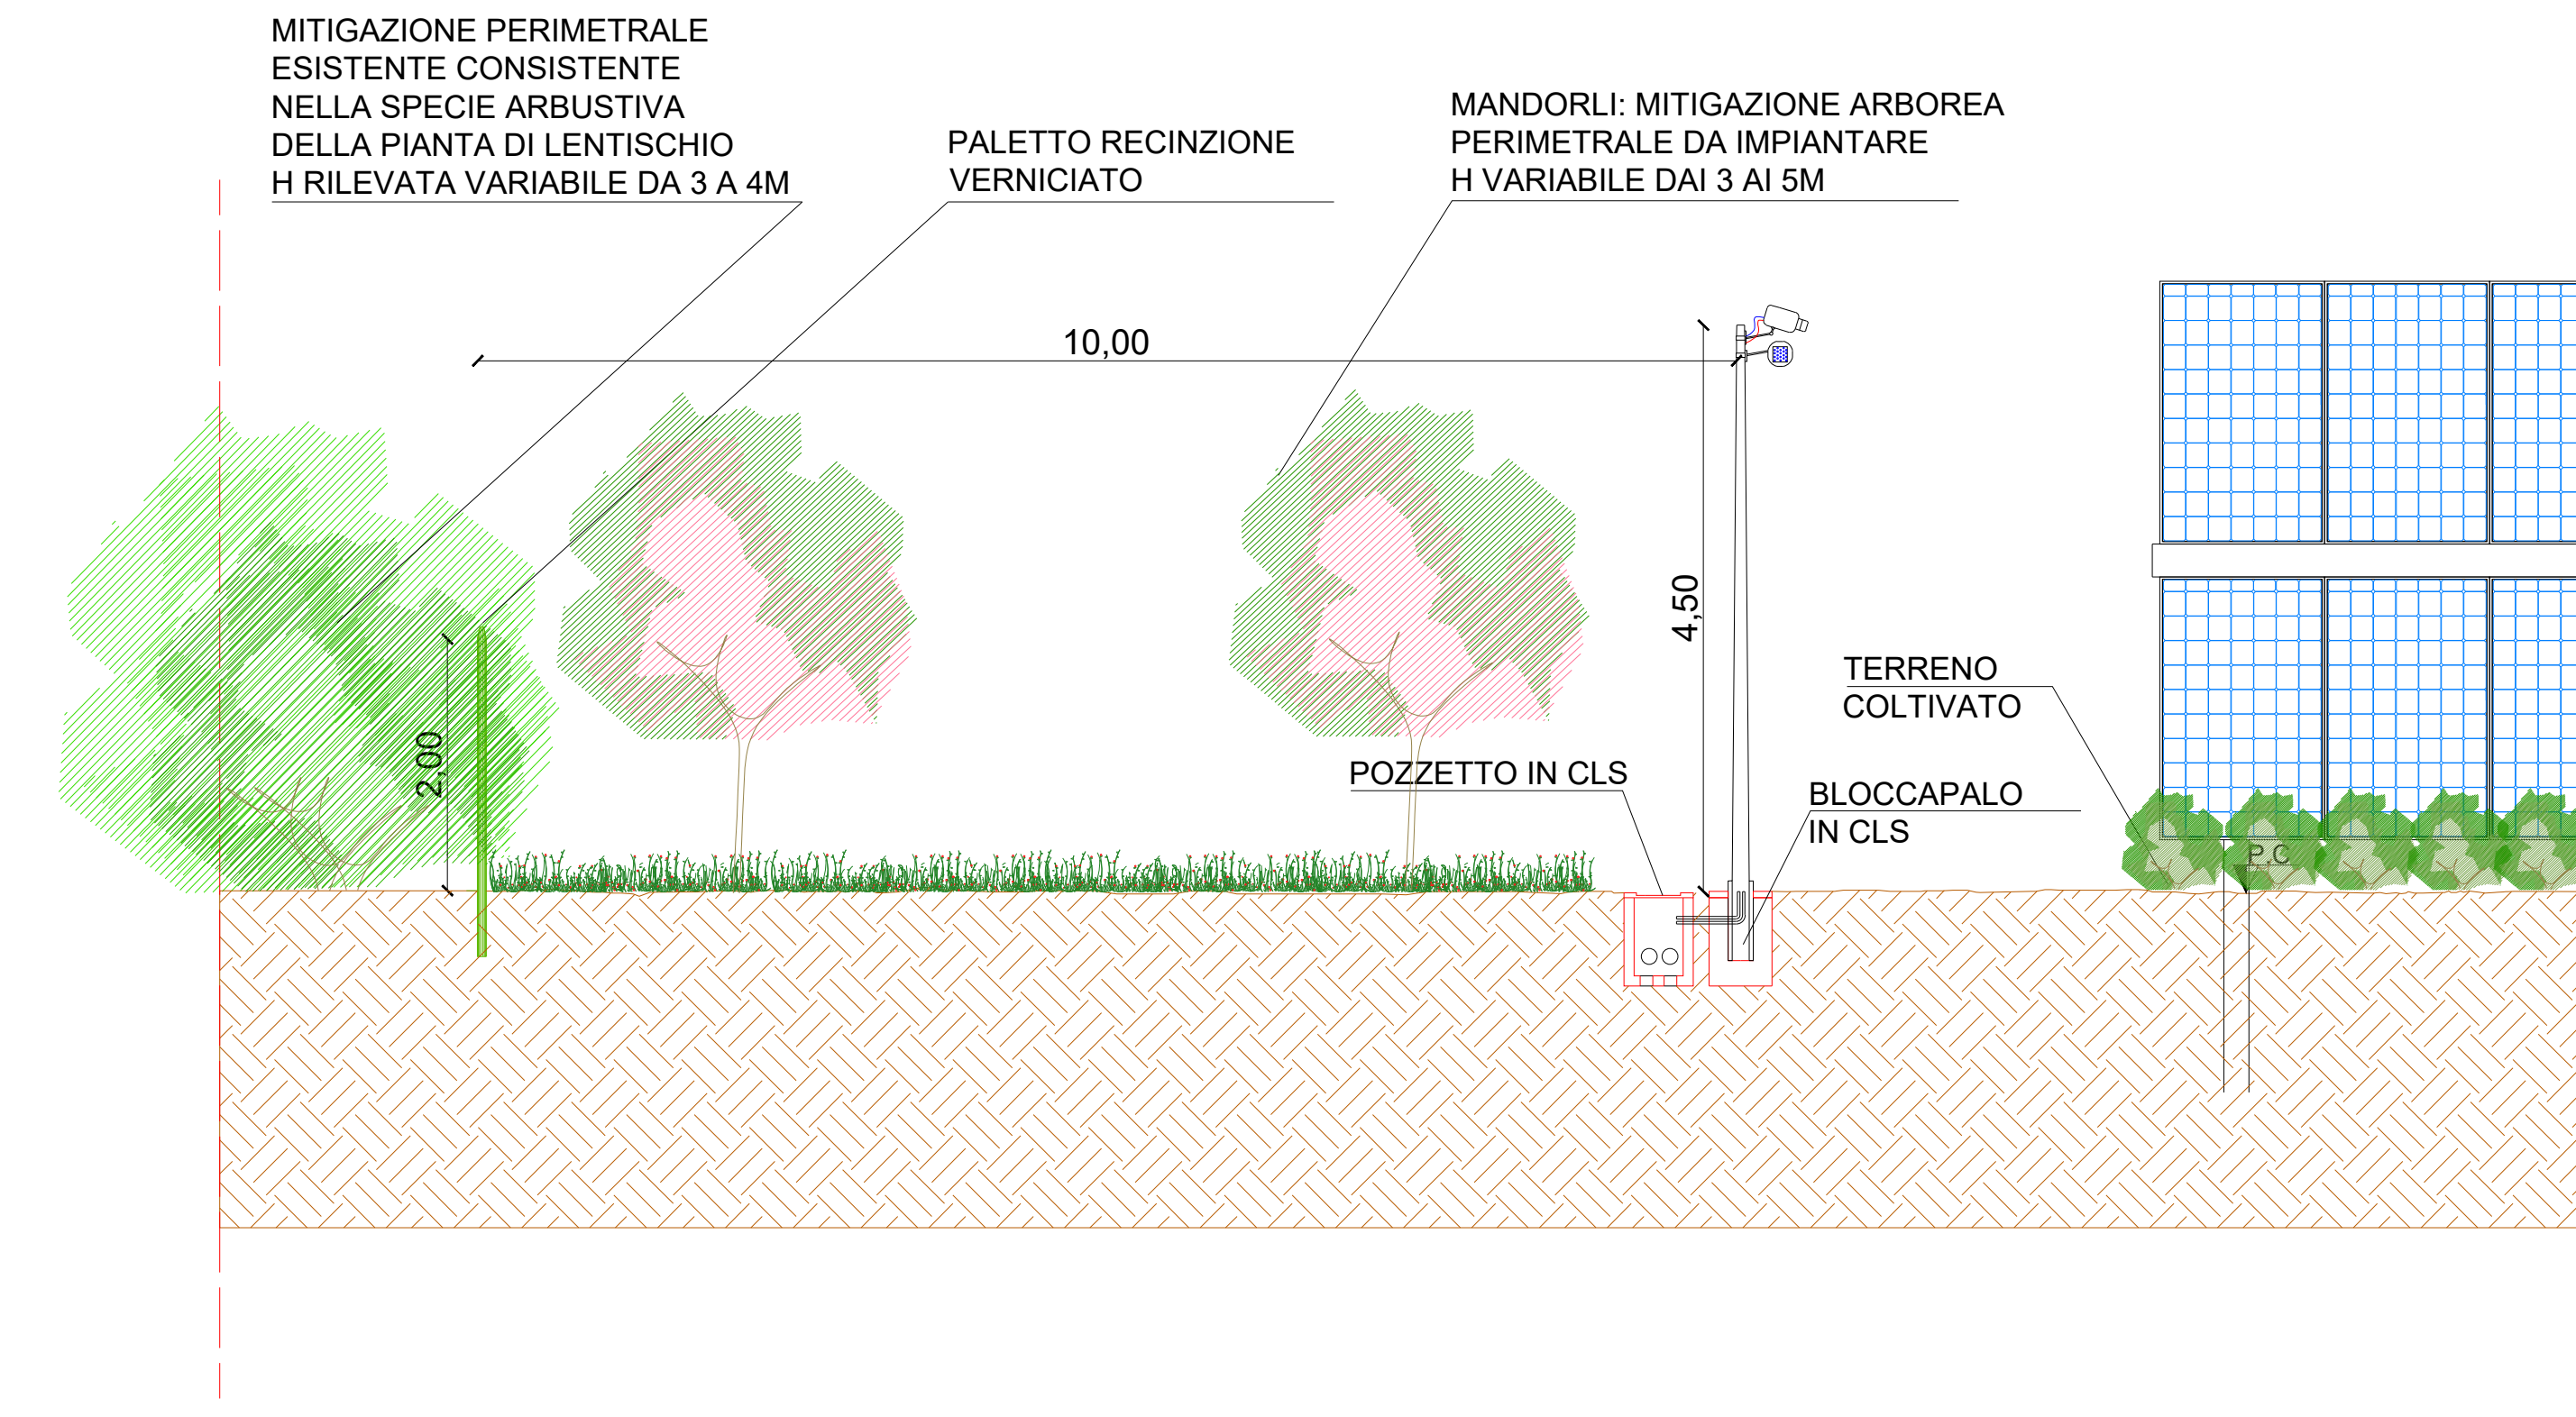 MITIGAZIONE PERIMETRALE
ESISTENTE CONSISTENTE
NELLA SPECIE ARBUSTIVA
DELLA PIANTA DI LENTISCHIO
H RILEVATA VARIABILE DA 3 A 4M
PALETTO RECINZIONE
VERNICIATO
MANDORLI: MITIGAZIONE ARBOREA
PERIMETRALE DA IMPIANTARE
H VARIABILE DAI 3 AI 5M
10,00
4,50
2,00
TERRENO
COLTIVATO
POZZETTO IN CLS
BLOCCAPALO
IN CLS
P.C